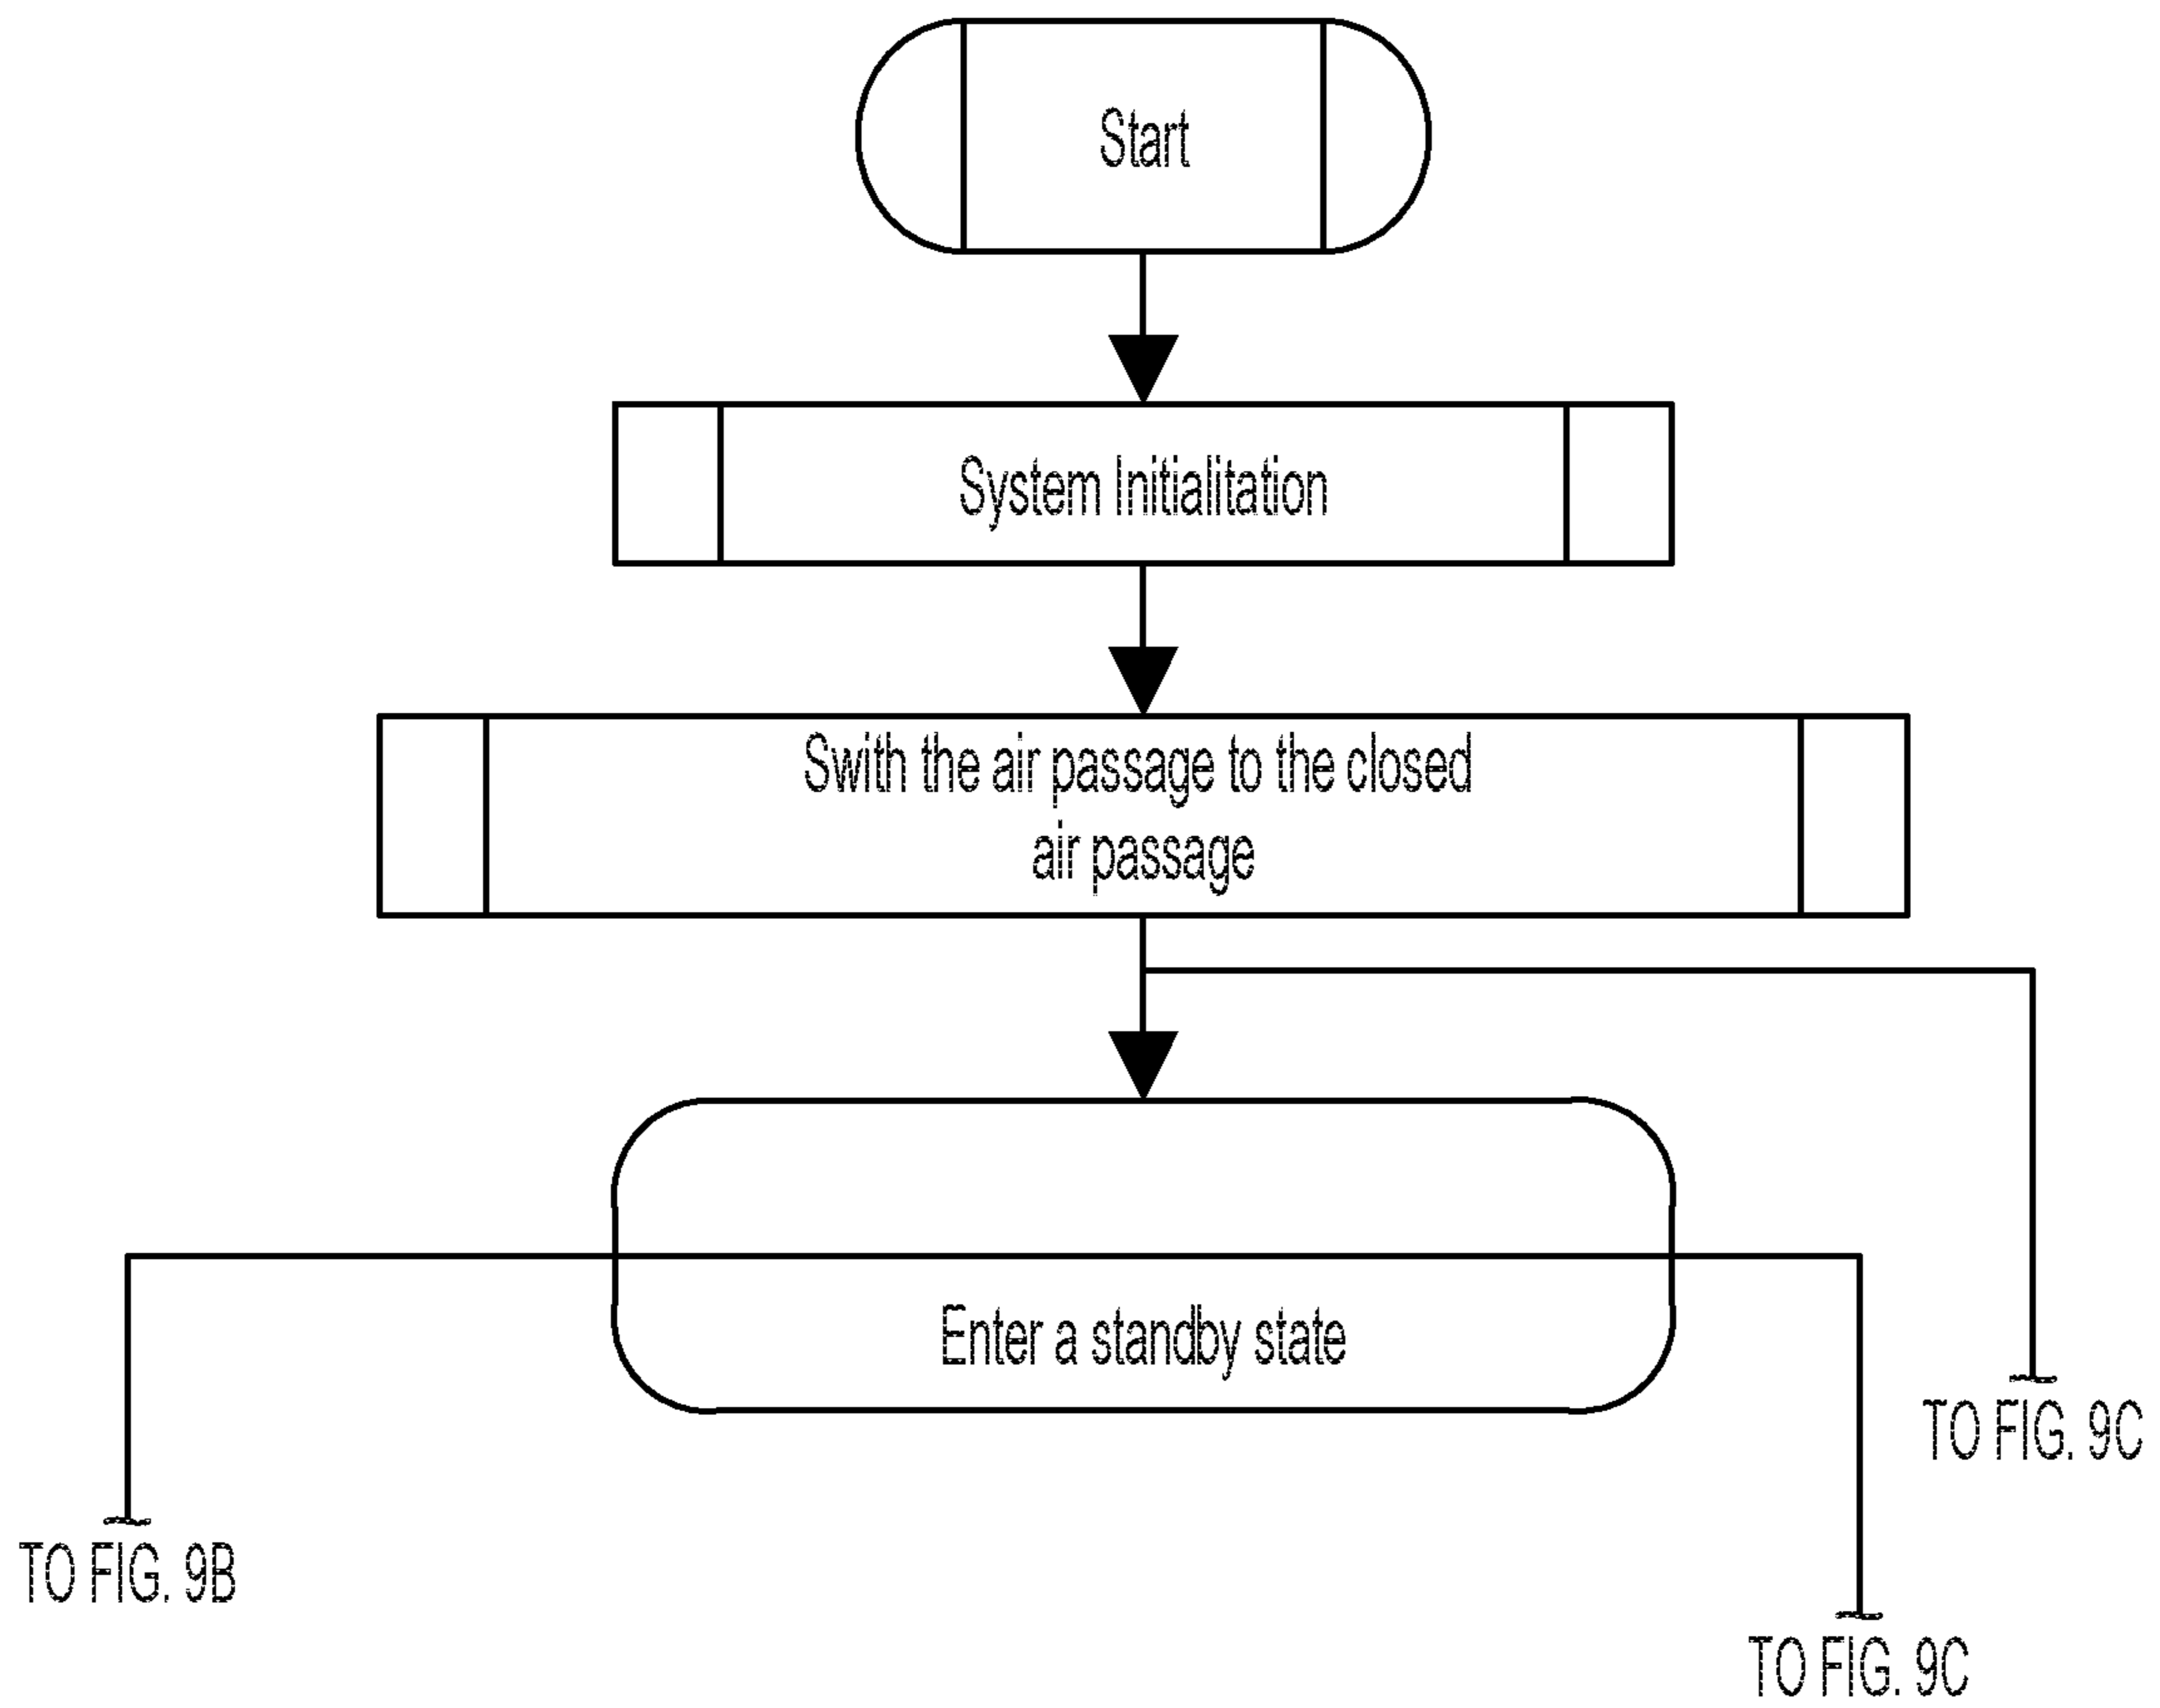 Start
System Initialitation
Swith the air passage to the closed
air passage
Enter a standby state
TO FIG. 9C
TO FIG. 9B
TO FIG. 9C